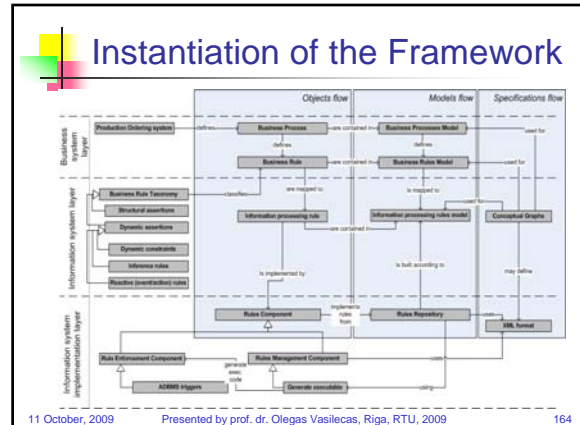 Instantiation of the Framework
Objects flow
Models flow
Specifications flow
Business system layer
Production Ordering system
defines
Business Process
are contained in
Business Processes Model
used for
defines
defines
Business Rule
are contained in
Business Rules Model
used for
Information system layer
Business Rule Taxonomy
classifies
are mapped to
Is mapped to
Structural assertions
used for
Information processing rule
Information processing rules model
Conceptual Graphs
Dynamic assertions
are contained in
Dynamic constraints
Inference rules
Is implemented by
Is built according to
may define
Reactive (event/action) rules
Information system implementation layer
Rules Component
implements rules from
Rules Repository
uses
XML format
Rule Enforcement Component
generate exec code
Rules Management Component
uses
ADBMS triggers
Generate executable
using
11 October, 2009
Presented by prof. dr. Olegas Vasilecas, Riga, RTU, 2009
164